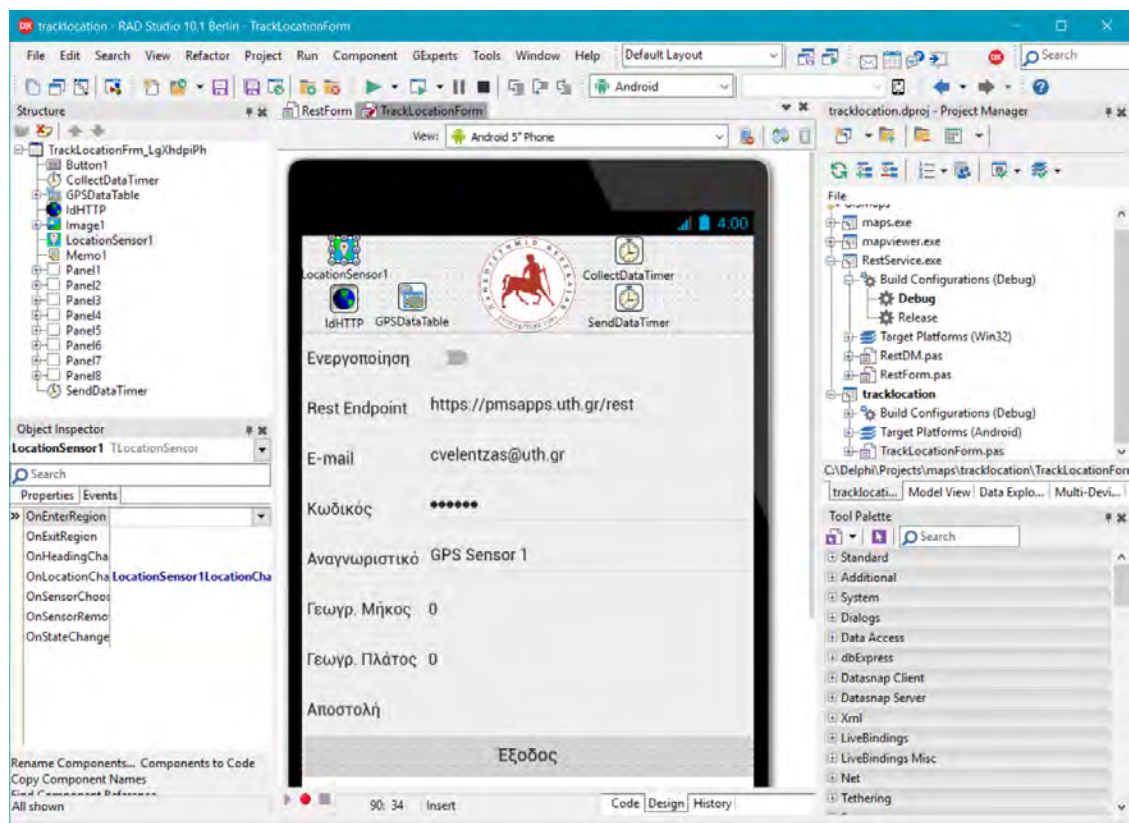 tracklocation - RAD Studio 10.1 Berlin - TrackLocationForm
File Edit Search View Refactor Project Run Component GExperts Tools Window Help Default Layout Search
Android
Structure
TrackLocationFrm_LgXhdpiPh
Button1
CollectDataTimer
GPSDataTable
IdHTTP
Image1
LocationSensor1
Memo1
Panel1
Panel2
Panel3
Panel4
Panel5
Panel6
Panel7
Panel8
SendDataTimer
Object Inspector
LocationSensor1 TLocationSensor
Search
Properties Events
OnEnterRegion
OnExitRegion
OnHeadingCha
OnLocationCha LocationSensor1LocationCha
OnSensorChoos
OnSensorRemo
OnStateChange
Rename Components... Components to Code
Copy Component Names
Find Component Reference
All shown
RestForm TrackLocationForm
View: Android 5" Phone
4:00
LocationSensor1 CollectDataTimer
IdHTTP GPSDataTable SendDataTimer
Ενεργοποίηση
Rest Endpoint https://pmsapps.uth.gr/rest
E-mail cvelentzas@uth.gr
Κωδικός ••••••
Αναγνωριστικό GPS Sensor 1
Γεωγρ. Μήκος 0
Γεωγρ. Πλάτος 0
Αποστολή
Έξοδος
90: 34 Insert Code Design History
tracklocation.dproj - Project Manager
File
maps.exe
mapviewer.exe
RestService.exe
Build Configurations (Debug)
Debug
Release
Target Platforms (Win32)
RestDM.pas
RestForm.pas
tracklocation
Build Configurations (Debug)
Target Platforms (Android)
TrackLocationForm.pas
C:\Delphi\Projects\maps\tracklocation\TrackLocationForn
tracklocati... Model View Data Explo... Multi-Devi...
Tool Palette
Search
Standard
Additional
System
Dialogs
Data Access
dbExpress
Datasnap Client
Datasnap Server
Xml
LiveBindings
LiveBindings Misc
Net
Tethering